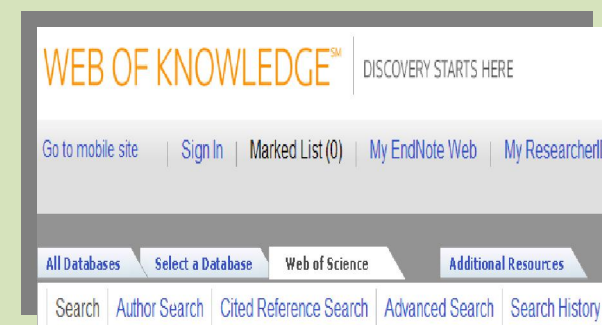 WEB OF KNOWLEDGE℠ DISCOVERY STARTS HERE
Go to mobile site | Sign In | Marked List (0) | My EndNote Web | My Researcher
All Databases Select a Database Web of Science Additional Resources
Search Author Search Cited Reference Search Advanced Search Search History